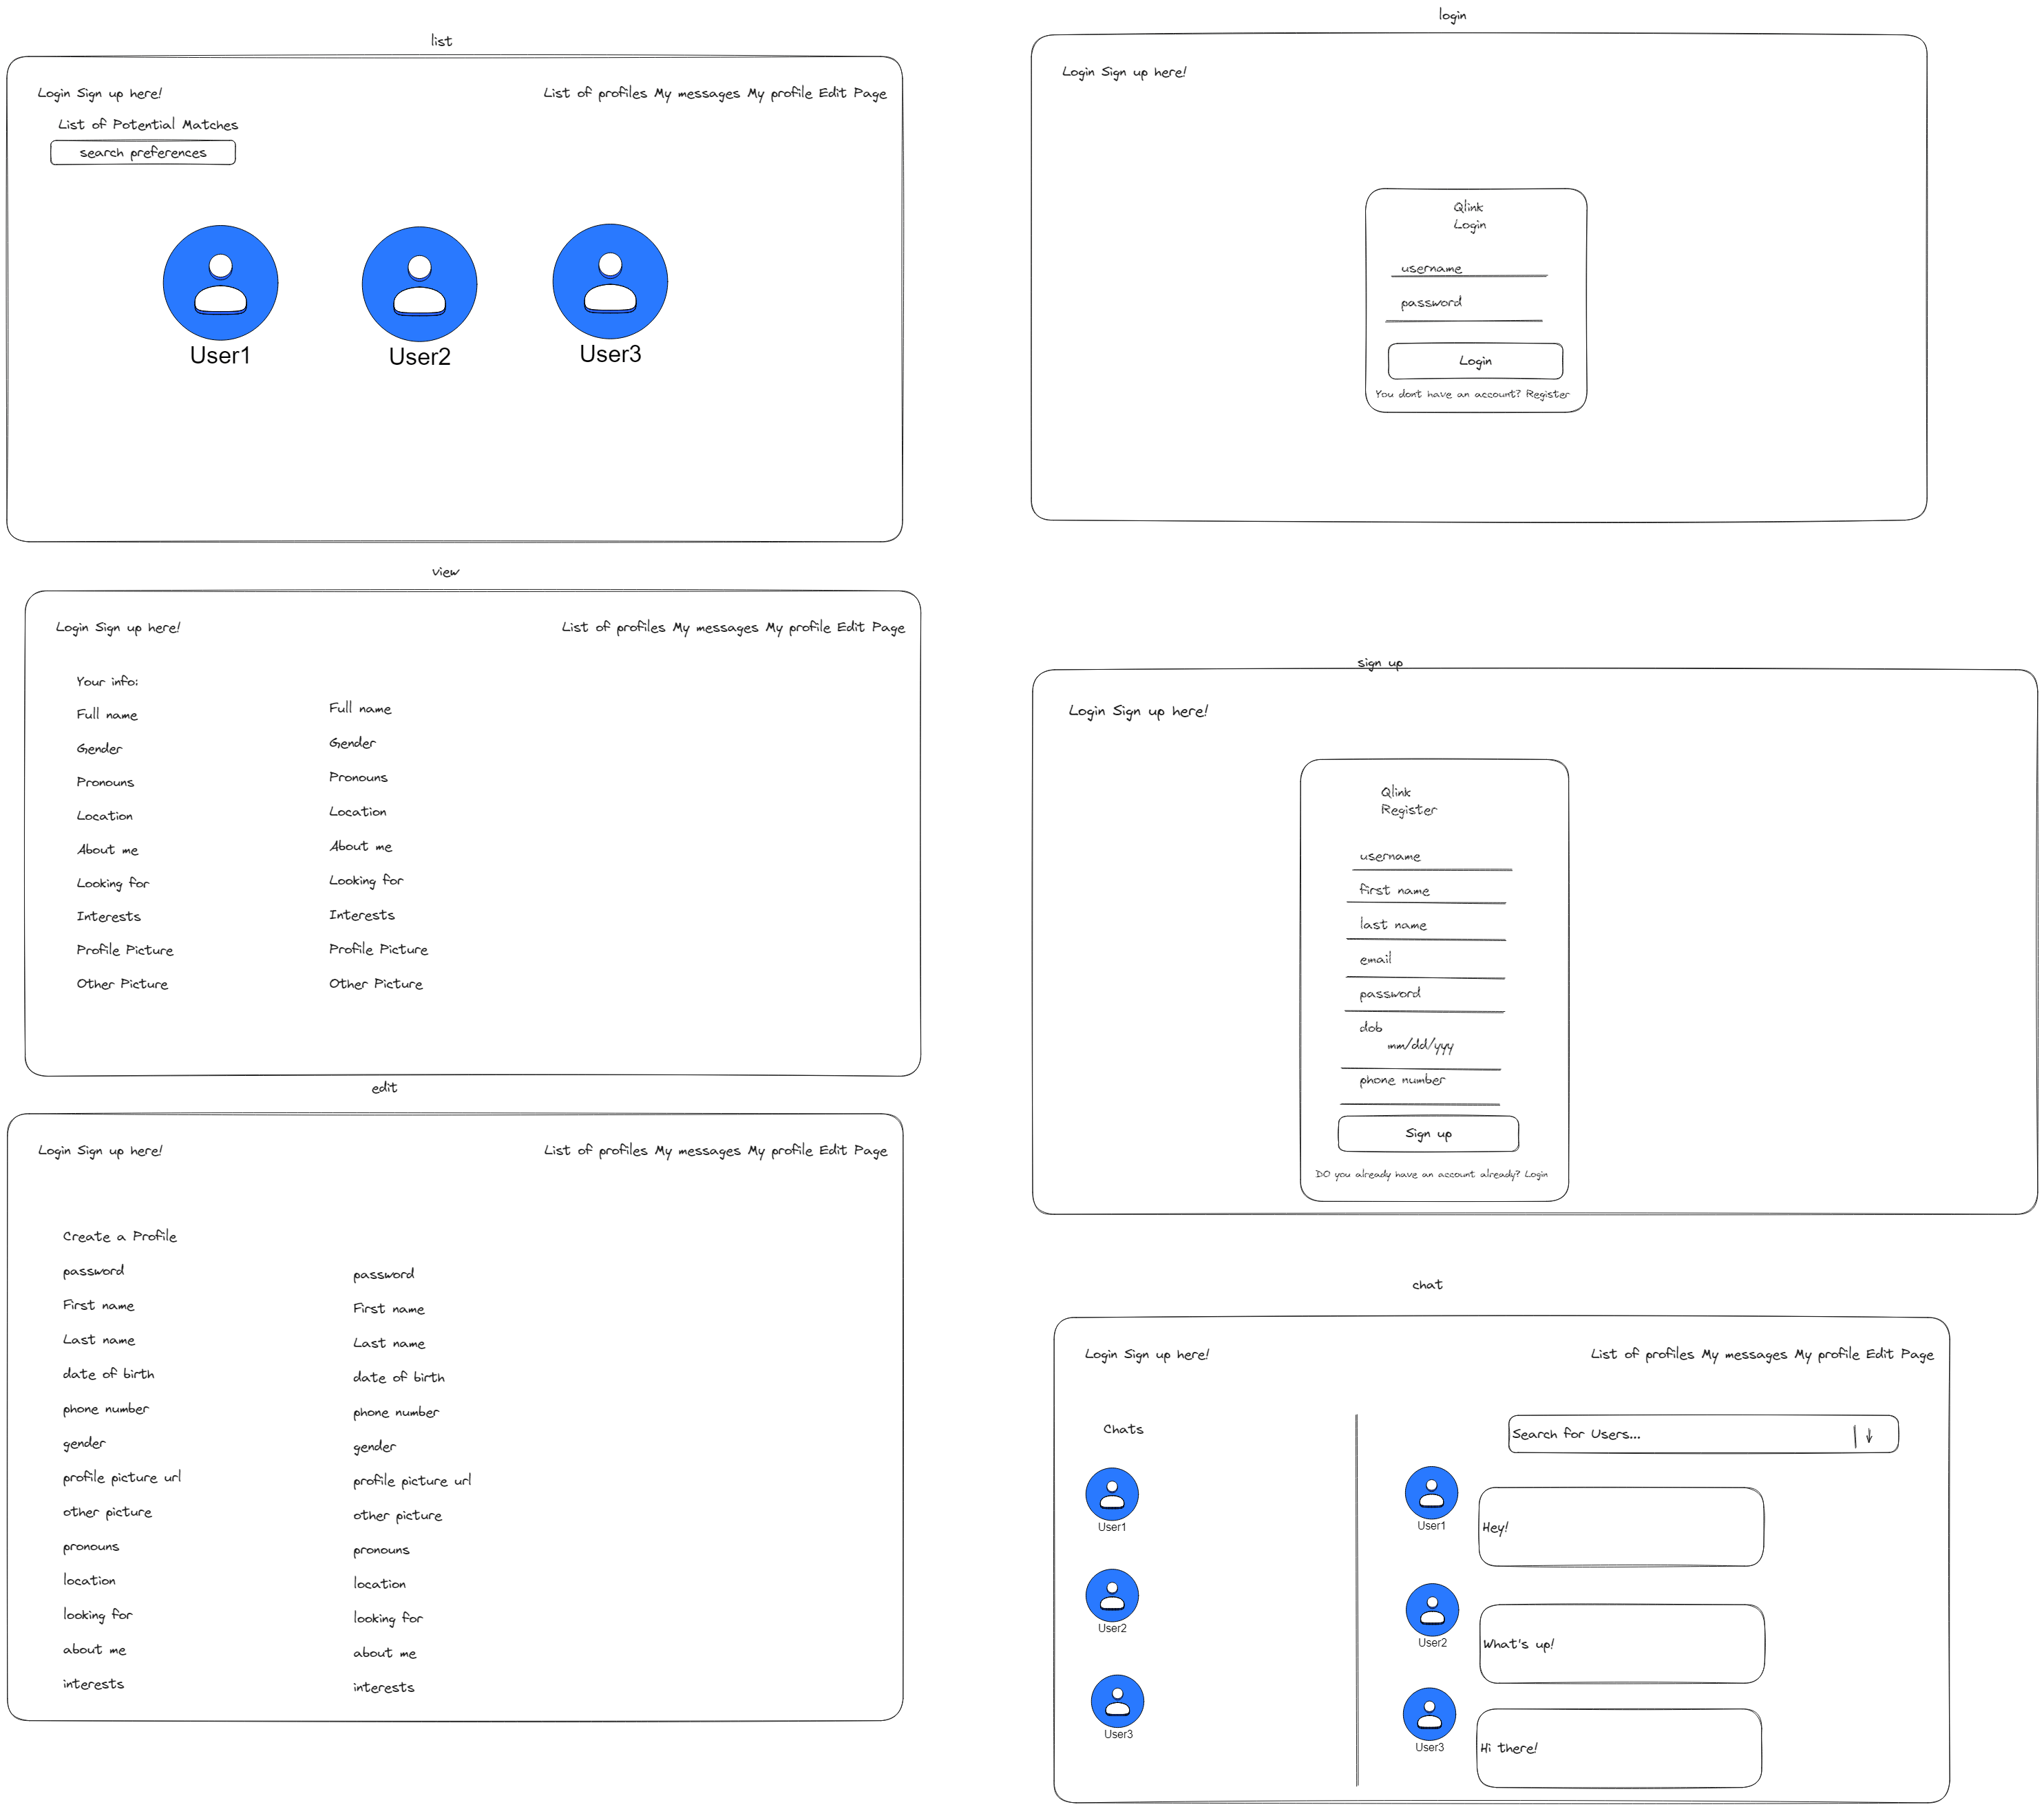 list
Login Sign up here!
List of profiles My messages My profile Edit Page
List of Potential Matches
search preferences
User1
User2
User3
view
Login Sign up here!
List of profiles My messages My profile Edit Page
Your info:
Full name
Full name
Gender
Gender
Pronouns
Pronouns
Location
Location
About me
About me
Looking for
Looking for
Interests
Interests
Profile Picture
Profile Picture
Other Picture
Other Picture
edit
Login Sign up here!
List of profiles My messages My profile Edit Page
Create a Profile
password
password
First name
First name
Last name
Last name
date of birth
date of birth
phone number
phone number
gender
gender
profile picture url
profile picture url
other picture
other picture
pronouns
pronouns
location
location
looking for
looking for
about me
about me
interests
interests
login
Login Sign up here!
Qlink
Login
username
password
Login
You dont have an account? Register
sign up
Login Sign up here!
Qlink
Register
username
first name
last name
email
password
dob
mm/dd/yyy
phone number
Sign up
DO you already have an account already? Login
chat
Login Sign up here!
List of profiles My messages My profile Edit Page
Chats
User1
User2
User3
Search for Users...
User1
Hey!
User2
What's up!
User3
Hi there!